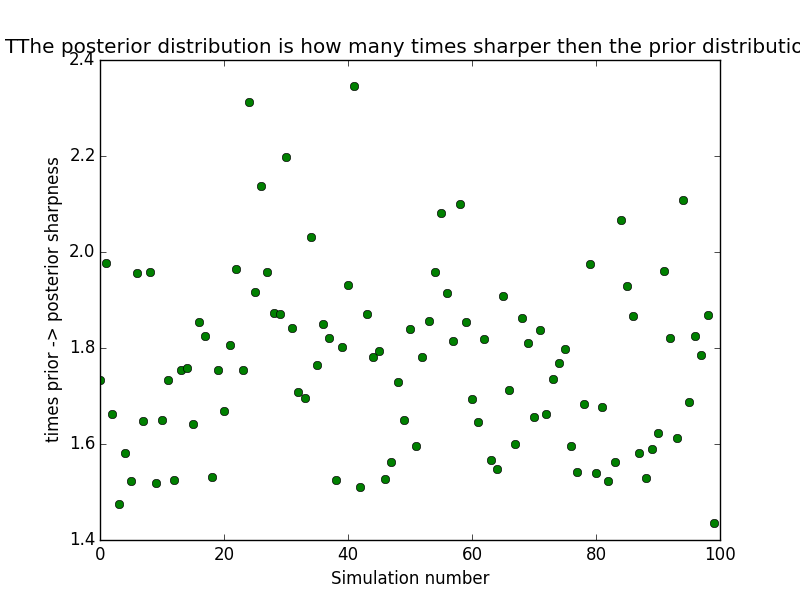 TThe posterior distribution is how many times sharper then the prior distributio
2.4
2.2
2.0
1.8
1.6
1.4
times prior -> posterior sharpness
0 20 40 60 80 100
Simulation number